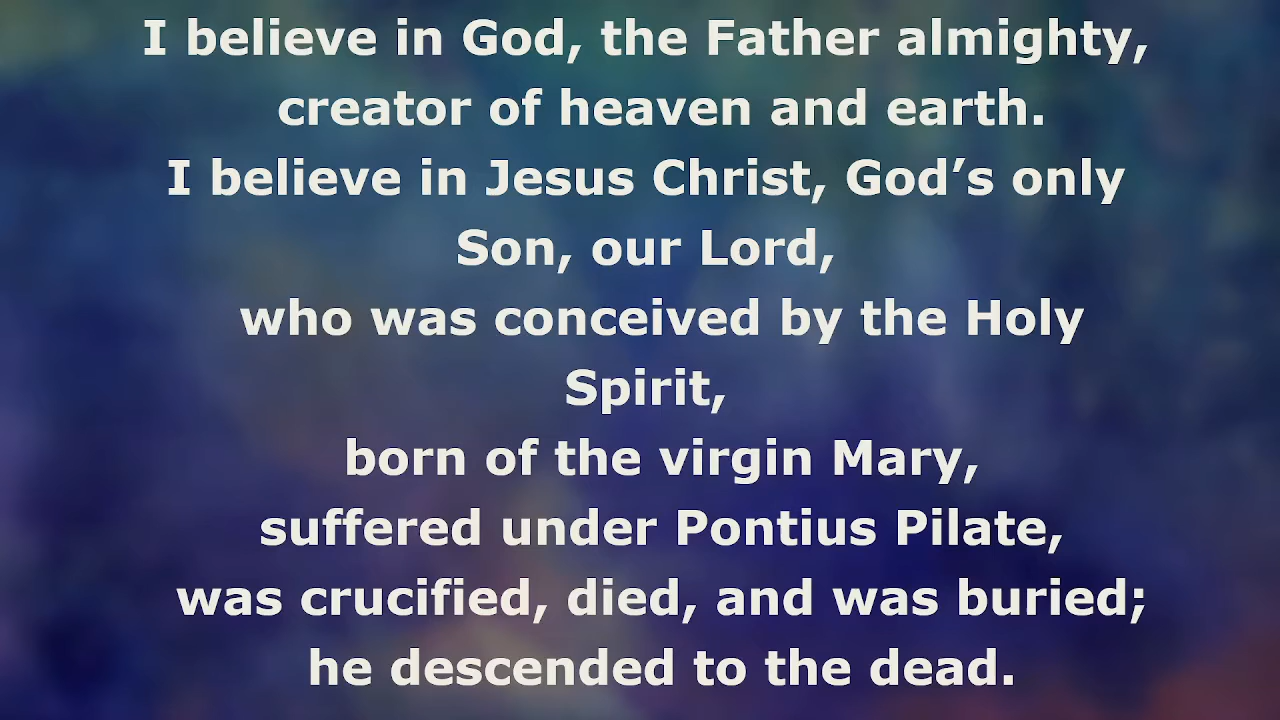 I believe in God, the Father almighty,
creator of heaven and earth.
I believe in Jesus Christ, God’s only
Son, our Lord,
who was conceived by the Holy
Spirit,
born of the virgin Mary,
suffered under Pontius Pilate,
was crucified, died, and was buried;
he descended to the dead.